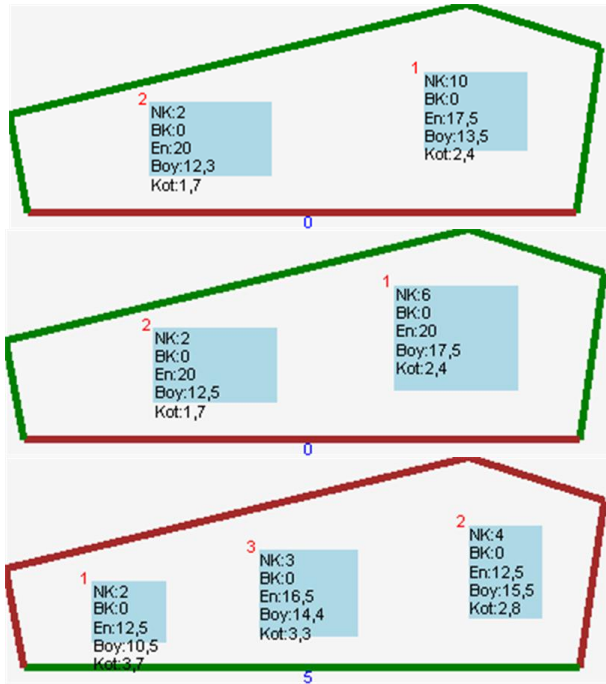 1
2
NK:10
BK:0
En:17,5
Boy:13,5
Kot:2,4
NK:2
BK:0
En:20
Boy:12,3
Kot:1,7
0
1
2
NK:6
BK:0
En:20
Boy:17,5
Kot:2,4
NK:2
BK:0
En:20
Boy:12,5
Kot:1,7
0
2
NK:4
BK:0
En:12,5
Boy:15,5
Kot:2,8
3
NK:3
BK:0
En:16,5
Boy:14,4
Kot:3,3
1
NK:2
BK:0
En:12,5
Boy:10,5
Kot:3,7
5